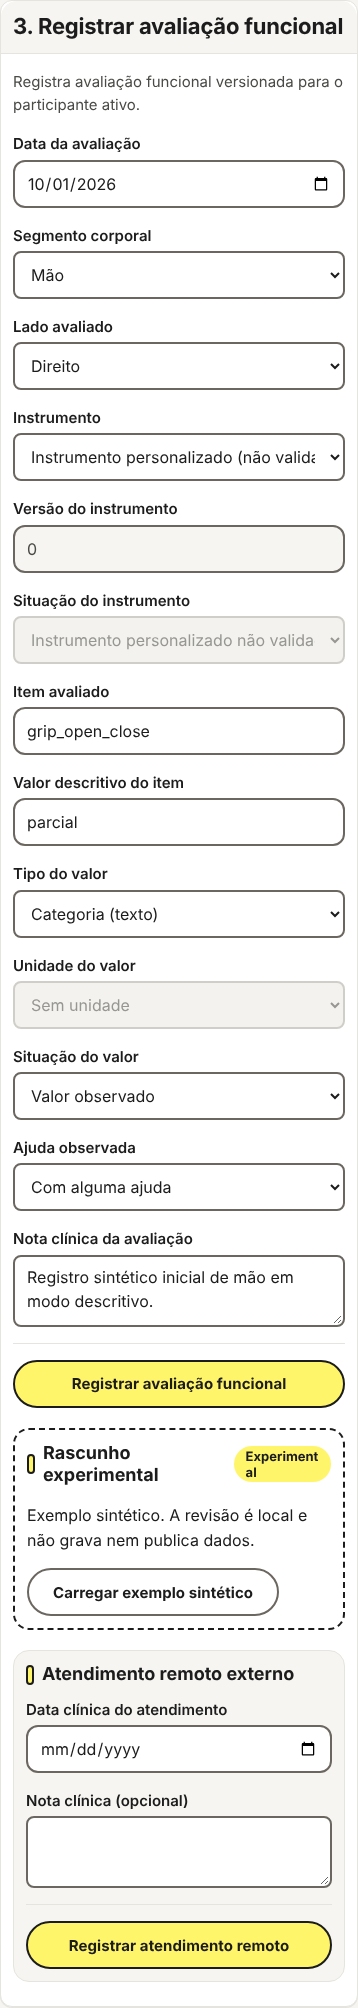 3. Registrar avaliação funcional
Registra avaliação funcional versionada para o
participante ativo.
Data da avaliação
10/01/2026
Segmento corporal
Mão
Lado avaliado
Direito
Instrumento
Instrumento personalizado (não valida
Versão do instrumento
0
Situação do instrumento
Instrumento personalizado não valida
Item avaliado
grip_open_close
Valor descritivo do item
parcial
Tipo do valor
Categoria (texto)
Unidade do valor
Sem unidade
Situação do valor
Valor observado
Ajuda observada
Com alguma ajuda
Nota clínica da avaliação
Registro sintético inicial de mão em
modo descritivo.
Registrar avaliação funcional
Rascunho
experimental
Experiment
al
Exemplo sintético. A revisão é local e
não grava nem publica dados.
Carregar exemplo sintético
Atendimento remoto externo
Data clínica do atendimento
mm/dd/yyyy
Nota clínica (opcional)
Registrar atendimento remoto